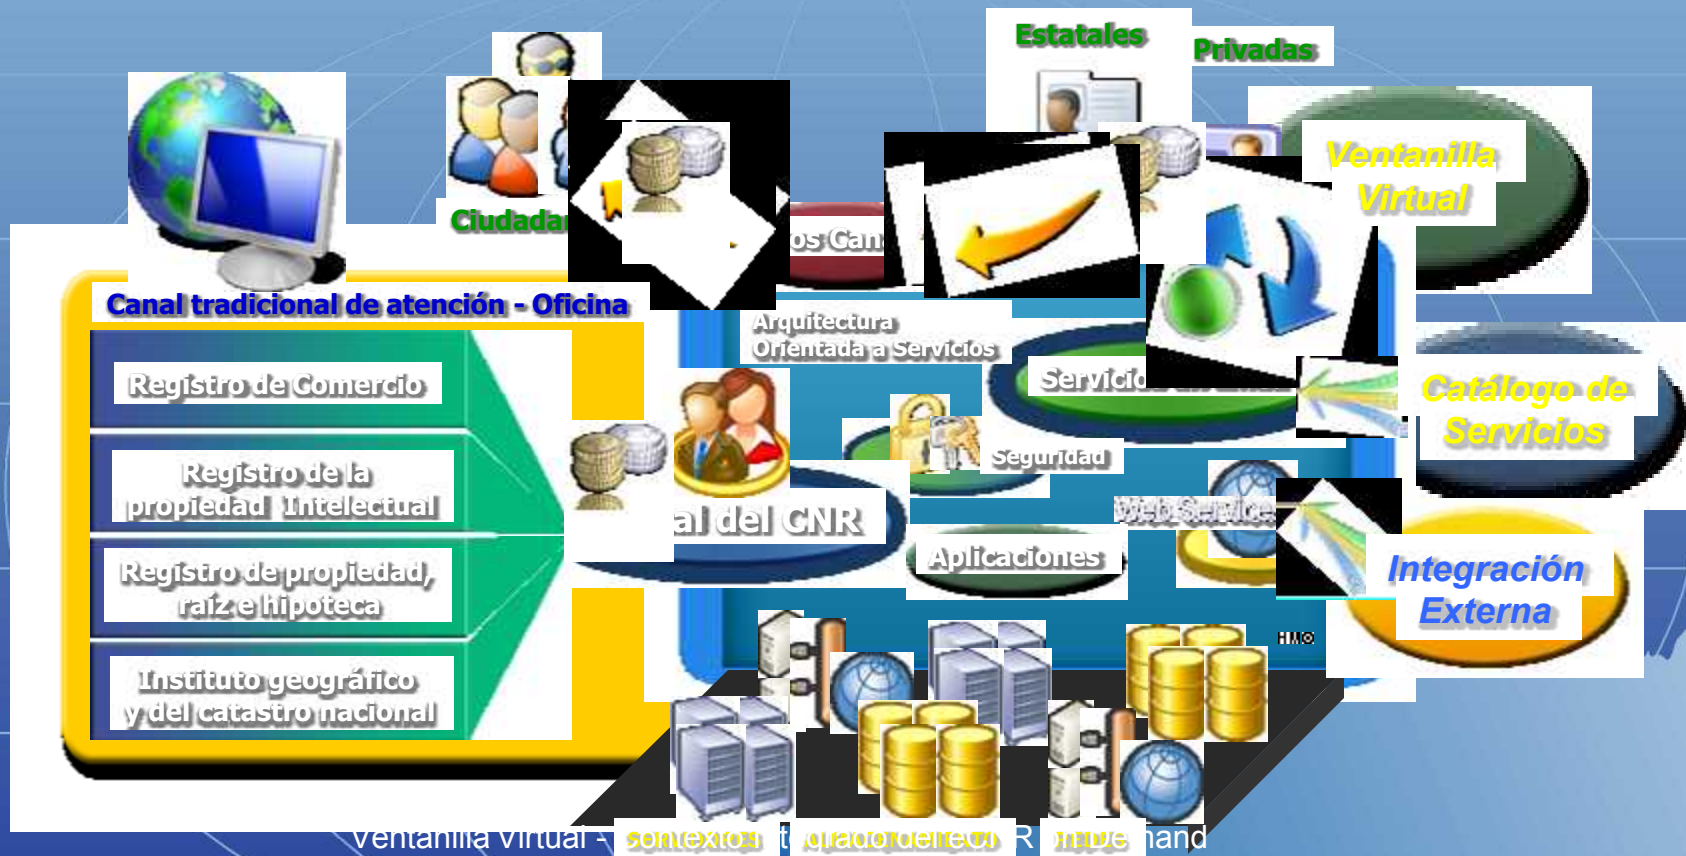 Estatales
Privadas
Ventanilla
Virtual
Canal tradicional de atención - Oficina
Arquitectura
Orientada a Servicios
Registro de Comercio
Catálogo de
Servicios
Registro de la
propiedad Intelectual
Seguridad
al del CNR
Aplicaciones
Registro de propiedad,
raíz e hipoteca
Integración
Externa
HMO
Instituto geográfico
y del catastro nacional
Ventanilla Virtual -